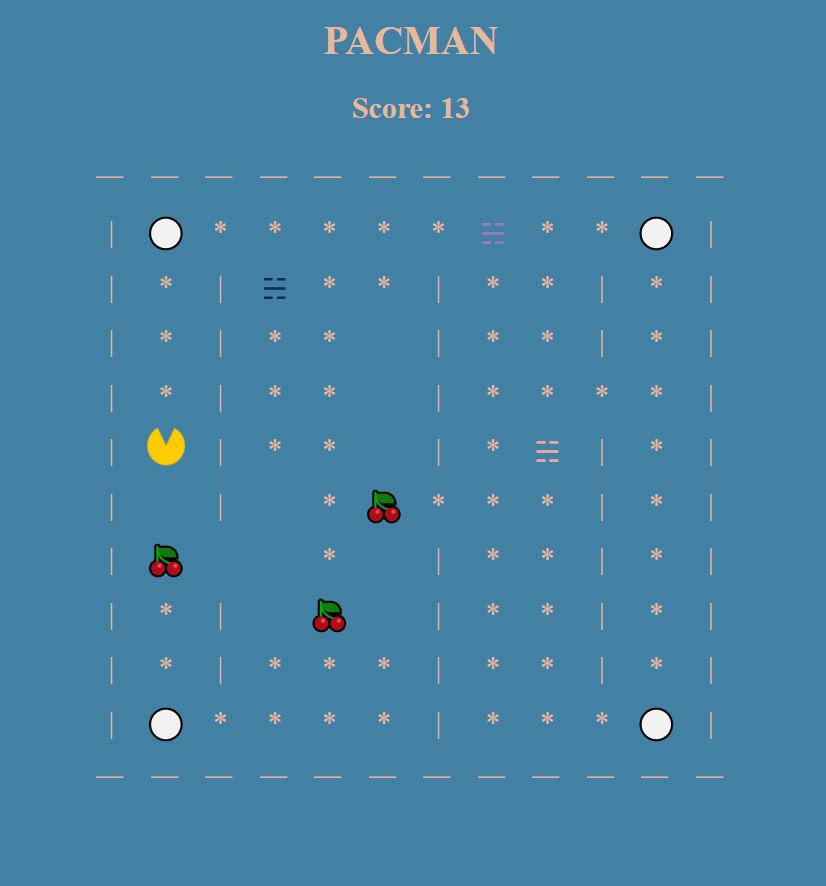 PACMAN
Score: 13
— — — — — — — — — — — —
| * * * * * ☵ * * |
| * | ☵ * * | * * | * |
| * | * * | * * | * |
| * | * * | * * * * |
| | * * | * ☵ | * |
| | * * * * | * |
| * | * * | * |
| * | | * * | * |
| * | * * * | * * | * |
| * * * * | * * * |
— — — — — — — — — — — —